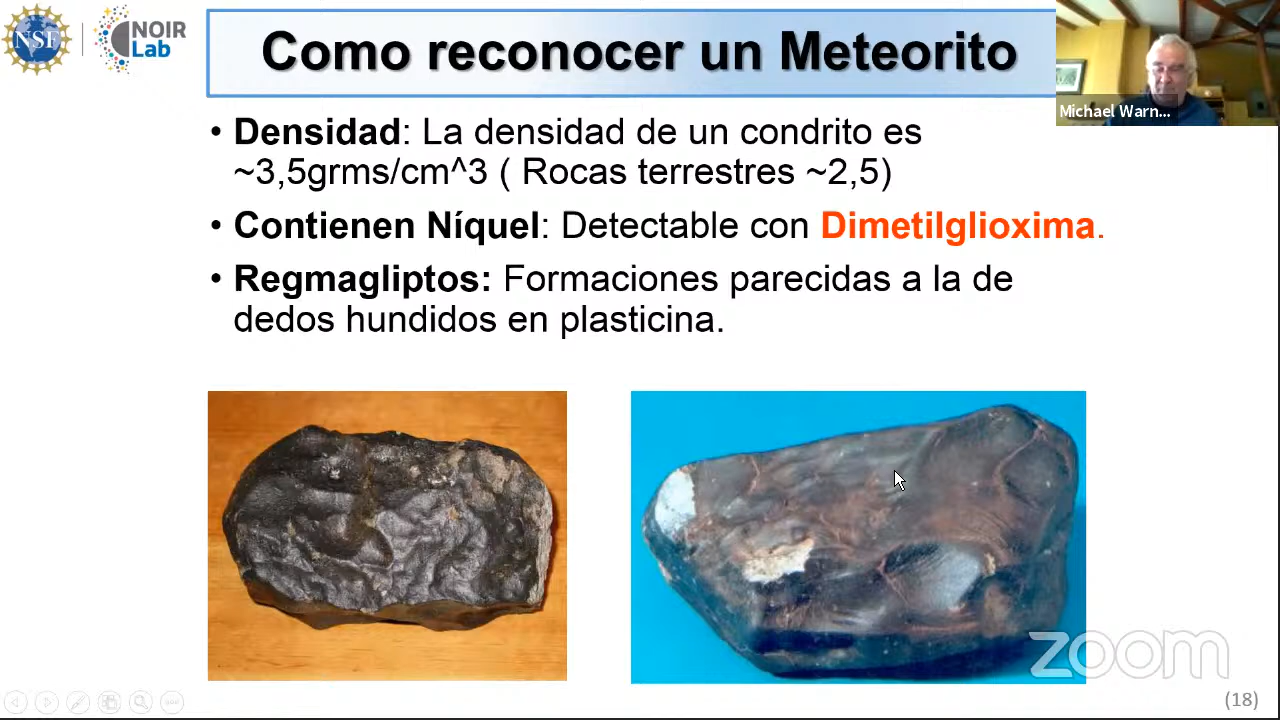 NSF
NOIR
Lab
Como reconocer un Meteorito
Michael Warn...
• Densidad: La densidad de un condrito es
~3,5grms/cm^3 ( Rocas terrestres ~2,5)
• Contienen Níquel: Detectable con Dimetilglioxima.
• Regmagliptos: Formaciones parecidas a la de
dedos hundidos en plasticina.
zoom
(18)